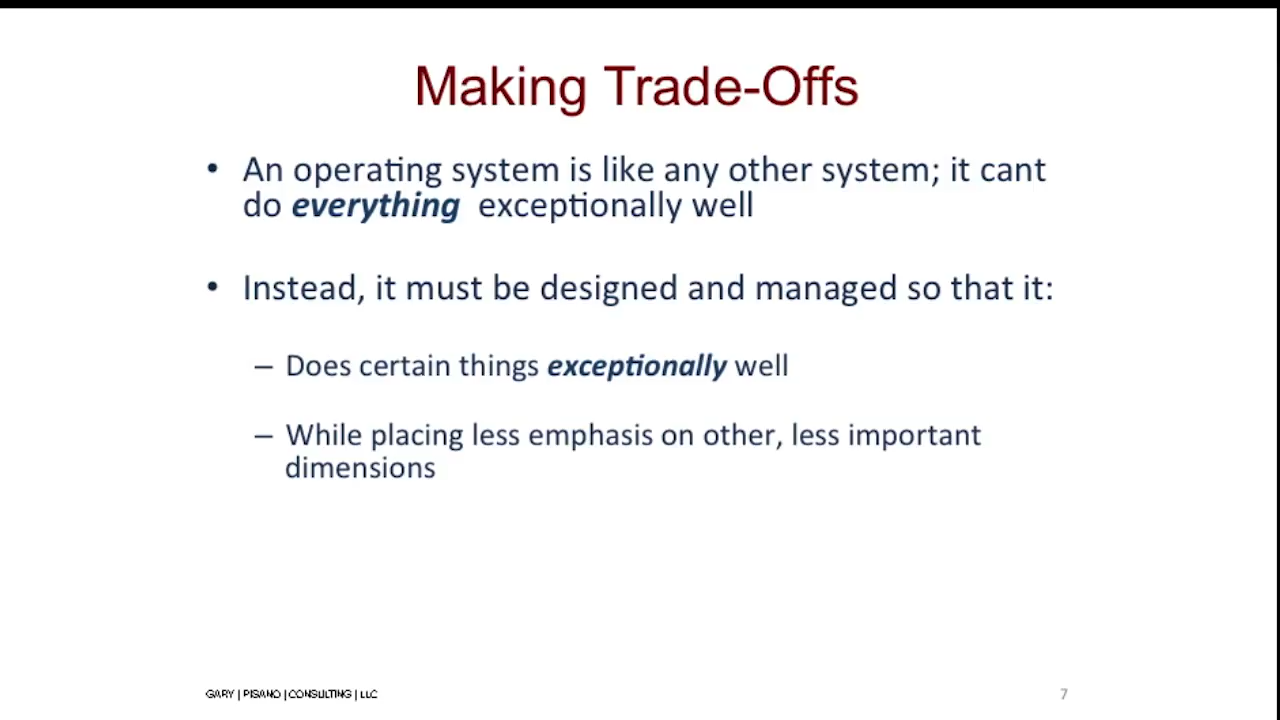 Making Trade-Offs
• An operating system is like any other system; it cant
do everything exceptionally well
• Instead, it must be designed and managed so that it:
– Does certain things exceptionally well
– While placing less emphasis on other, less important
dimensions
GARY | PISANO | CONSULTING | LLC
7